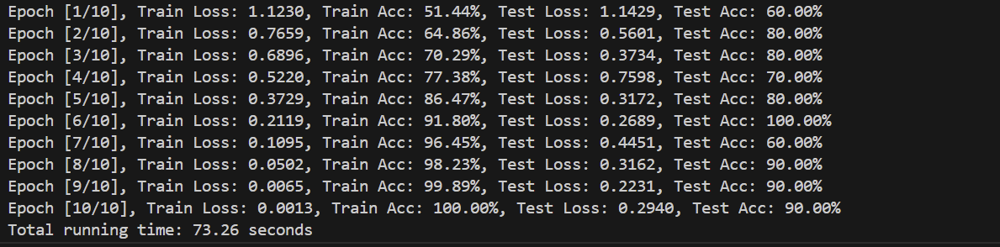 Epoch [1/10], Train Loss: 1.1230, Train Acc: 51.44%, Test Loss: 1.1429, Test Acc: 60.00%
Epoch [2/10], Train Loss: 0.7659, Train Acc: 64.86%, Test Loss: 0.5601, Test Acc: 80.00%
Epoch [3/10], Train Loss: 0.6896, Train Acc: 70.29%, Test Loss: 0.3734, Test Acc: 80.00%
Epoch [4/10], Train Loss: 0.5220, Train Acc: 77.38%, Test Loss: 0.7598, Test Acc: 70.00%
Epoch [5/10], Train Loss: 0.3729, Train Acc: 86.47%, Test Loss: 0.3172, Test Acc: 80.00%
Epoch [6/10], Train Loss: 0.2119, Train Acc: 91.80%, Test Loss: 0.2689, Test Acc: 100.00%
Epoch [7/10], Train Loss: 0.1095, Train Acc: 96.45%, Test Loss: 0.4451, Test Acc: 60.00%
Epoch [8/10], Train Loss: 0.0502, Train Acc: 98.23%, Test Loss: 0.3162, Test Acc: 90.00%
Epoch [9/10], Train Loss: 0.0065, Train Acc: 99.89%, Test Loss: 0.2231, Test Acc: 90.00%
Epoch [10/10], Train Loss: 0.0013, Train Acc: 100.00%, Test Loss: 0.2940, Test Acc: 90.00%
Total running time: 73.26 seconds